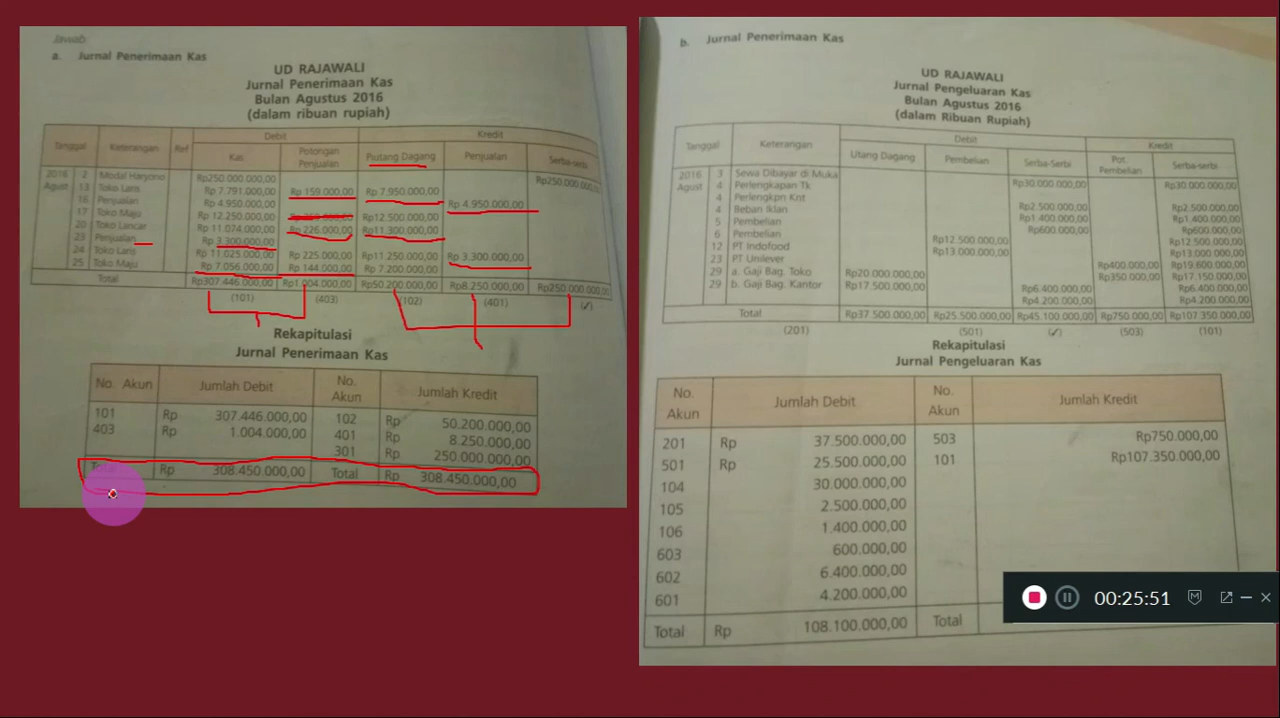 Jawab
a. Jurnal Penerimaan Kas
UD RAJAWALI
Jurnal Penerimaan Kas
Bulan Agustus 2016
(dalam ribuan rupiah)
Tanggal Keterangan Ref Debit Kredit
Kas Potongan Penjualan Piutang Dagang Penjualan Serba-serbi
2016 Agust 2 Modal Haryono Rp250.000.000,00 Rp250.000.000,00
13 Toko Laris Rp 7.791.000,00 Rp 159.000,00 Rp 7.950.000,00
16 Penjualan Rp 4.950.000,00 Rp 4.950.000,00
17 Toko Maju Rp 12.250.000,00 Rp12.500.000,00
20 Toko Lancar Rp 11.074.000,00 Rp 226.000,00 Rp11.300.000,00
23 Penjualan Rp 3.300.000,00 Rp 3.300.000,00
24 Toko Laris Rp 11.025.000,00 Rp 225.000,00 Rp11.250.000,00
25 Toko Maju Rp 7.056.000,00 Rp 144.000,00 Rp 7.200.000,00
Total Rp307.446.000,00 Rp1.004.000,00 Rp50.200.000,00 Rp8.250.000,00 Rp250.000.000,00
(101) (403) (102) (401) (✓)
Rekapitulasi
Jurnal Penerimaan Kas
No. Akun Jumlah Debit No. Akun Jumlah Kredit
101 Rp 307.446.000,00 102 Rp 50.200.000,00
403 Rp 1.004.000,00 401 Rp 8.250.000,00
301 Rp 250.000.000,00
Total Rp 308.450.000,00 Total Rp 308.450.000,00
b. Jurnal Penerimaan Kas
UD RAJAWALI
Jurnal Pengeluaran Kas
Bulan Agustus 2016
(dalam Ribuan Rupiah)
Tanggal Keterangan Debit Kredit
Utang Dagang Pembelian Serba-Serbi Pot. Pembelian Serba-serbi
2016 Agust 3 Sewa Dibayar di Muka Rp30.000.000,00 Rp30.000.000,00
4 Perlengkapan Tk Rp2.500.000,00 Rp2.500.000,00
4 Perlengkpn Knt Rp1.400.000,00 Rp1.400.000,00
4 Beban Iklan Rp600.000,00 Rp600.000,00
5 Pembelian Rp12.500.000,00 Rp12.500.000,00
6 Pembelian Rp13.000.000,00 Rp13.000.000,00
12 PT Indofood Rp20.000.000,00 Rp400.000,00 Rp19.600.000,00
23 PT Unilever Rp17.500.000,00 Rp350.000,00 Rp17.150.000,00
29 a. Gaji Bag. Toko Rp6.400.000,00 Rp6.400.000,00
29 b. Gaji Bag. Kantor Rp4.200.000,00 Rp4.200.000,00
Total Rp37.500.000,00 Rp25.500.000,00 Rp45.100.000,00 Rp750.000,00 Rp107.350.000,00
(201) (501) (✓) (503) (101)
Rekapitulasi
Jurnal Pengeluaran Kas
No. Akun Jumlah Debit No. Akun Jumlah Kredit
201 Rp 37.500.000,00 503 Rp750.000,00
501 Rp 25.500.000,00 101 Rp107.350.000,00
104 30.000.000,00
105 2.500.000,00
106 1.400.000,00
603 600.000,00
602 6.400.000,00
601 4.200.000,00
Total Rp 108.100.000,00 Total
00:25:51